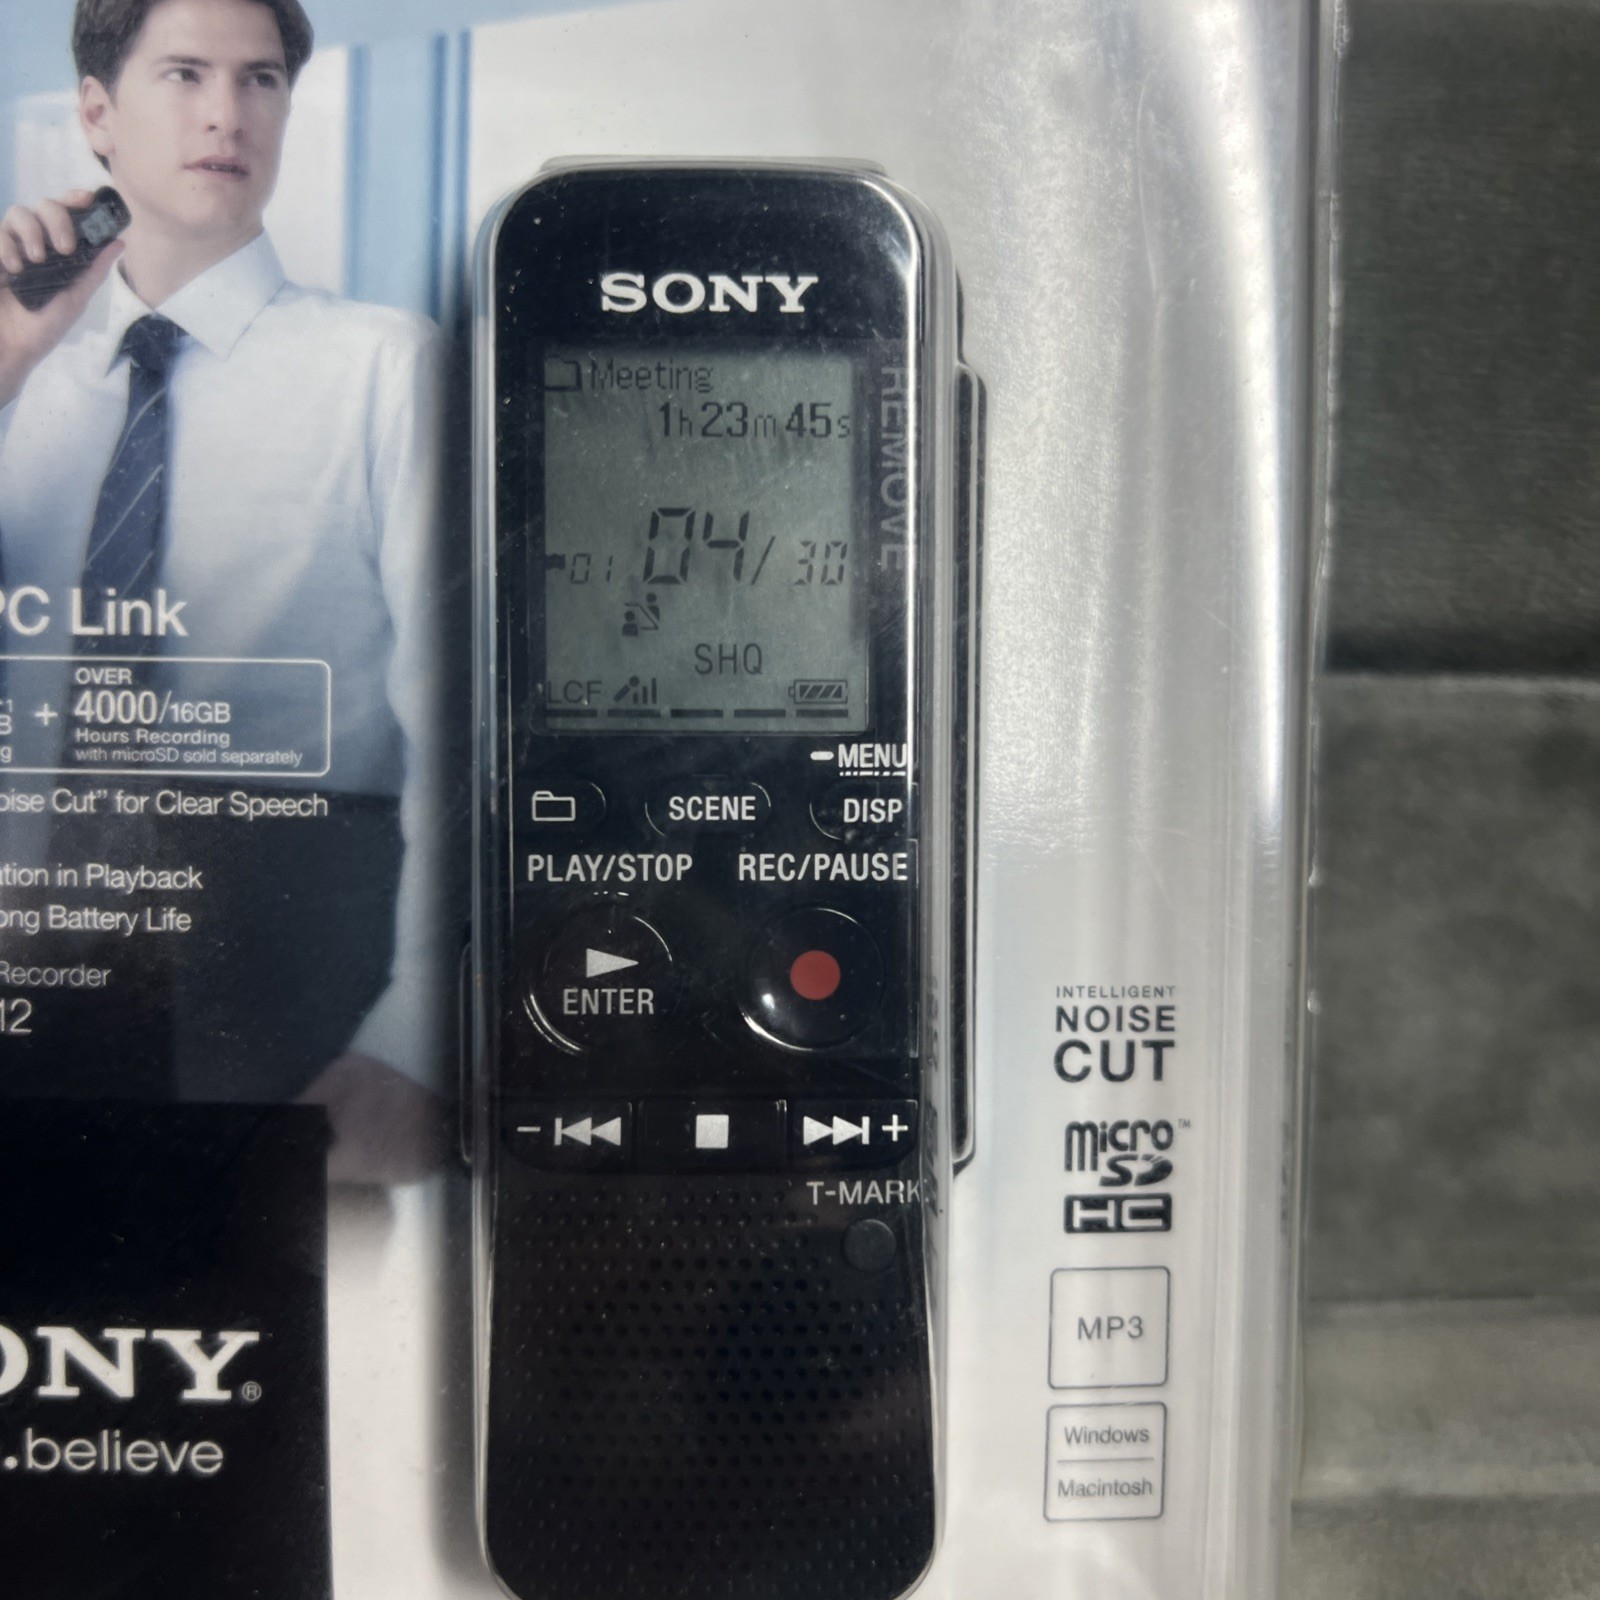 SONY
Meeting
1h23m45s
01 04/30
SHQ
LCF
REMOVE
MENU
SCENE
DISP
PLAY/STOP REC/PAUSE
ENTER
- +
T-MARK
PC Link
OVER
+ 4000/16GB
Hours Recording
with microSD sold separately
oise Cut” for Clear Speech
tion in Playback
ong Battery Life
Recorder
12
ONY®
.believe
INTELLIGENT
NOISE
CUT
micro™
SD
HC
MP3
Windows
Macintosh